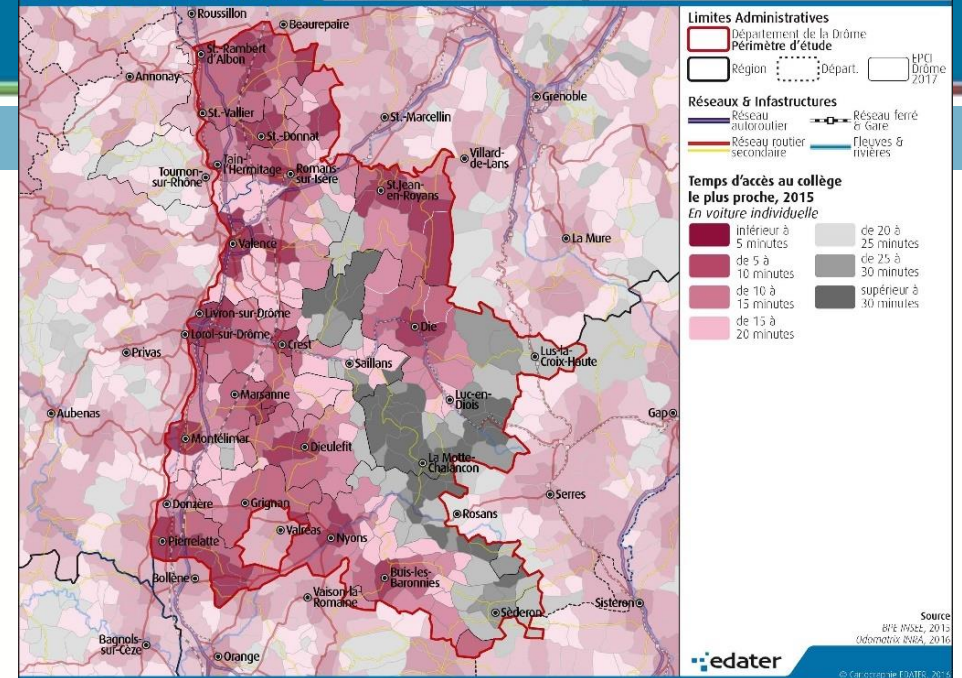 Roussillon
Beaurepaire
St.-Rambert
d'Albon
Annonay
Grenoble
St.-Vallier
St.-Marcellin
St.-Donnat
Villard-
de-Lans
Tain-
l'Hermitage
Tournon-
sur-Rhône
Romans-
sur-Isère
St.Jean-
en-Royans
Valence
La Mure
Livron-sur-Drôme
Loriol-sur-Drôme
Die
Crest
Privas
Saillans
Lus-la-
Croix-Haute
Marsanne
Luc-en-
Diois
Aubenas
Gap
Montélimar
Dieulefit
La Motte-
Chalancon
Serres
Donzère
Grignan
Rosans
Valréas
Pierrelatte
Nyons
Bollène
Buis-les-
Baronnies
Vaison-la-
Romaine
Séderon
Sistéron
Bagnols-
sur-Cèze
Orange
Limites Administratives
Département de la Drôme
Périmètre d'étude
Région
Départ.
EPCI
Drôme
2017
Réseaux & Infastructures
Réseau
autoroutier
Réseau ferré
& Gare
Réseau routier
secondaire
Fleuves &
rivières
Temps d'accès au collège
le plus proche, 2015
En voiture individuelle
inférieur à
5 minutes
de 5 à
10 minutes
de 10 à
15 minutes
de 15 à
20 minutes
de 20 à
25 minutes
de 25 à
30 minutes
supérieur à
30 minutes
Source
BPE INSEE, 2015
Odomatrix INRA, 2016
edater
© Cartographie EDATER, 2016